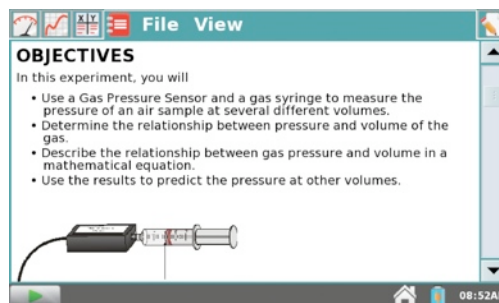 X Y
File View
OBJECTIVES
In this experiment, you will
• Use a Gas Pressure Sensor and a gas syringe to measure the
pressure of an air sample at several different volumes.
• Determine the relationship between pressure and volume of the
gas.
• Describe the relationship between gas pressure and volume in a
mathematical equation.
• Use the results to predict the pressure at other volumes.
08:52A